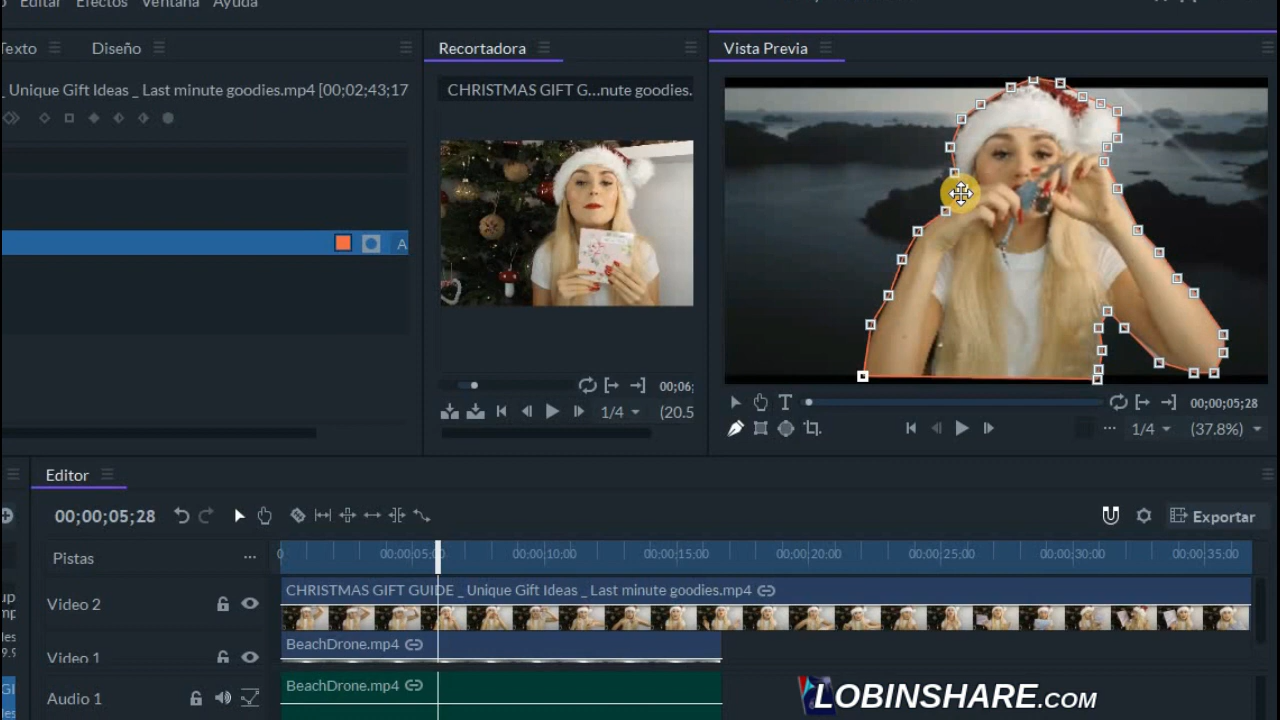 Editar Efectos Ventana Ayuda
Texto Diseño
Recortadora
Vista Previa
_ Unique Gift Ideas _ Last minute goodies.mp4 [00;02;43;17
CHRISTMAS GIFT G...nute goodies.
A
00;06;
1/4 (20.5
T
00;00;05;28
1/4 (37.8%)
Editor
00;00;05;28
Exportar
Pistas
0 00;00;05;00 00;00;10;00 00;00;15;00 00;00;20;00 00;00;25;00 00;00;30;00 00;00;35;00
CHRISTMAS GIFT GUIDE _ Unique Gift Ideas _ Last minute goodies.mp4
Video 2
BeachDrone.mp4
Video 1
BeachDrone.mp4
Audio 1
LOBINSHARE.COM